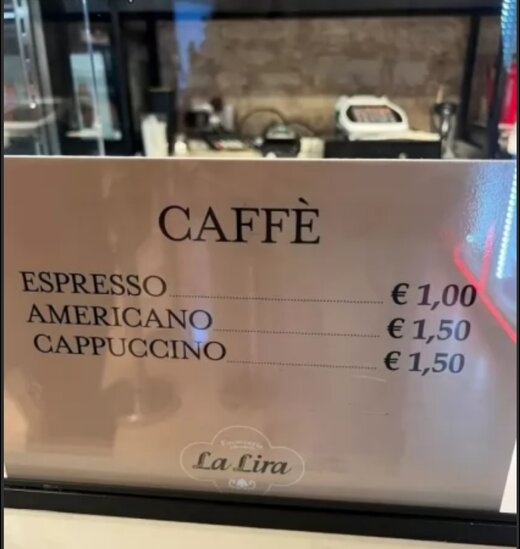 CAFFÈ
ESPRESSO € 1,00
AMERICANO € 1,50
CAPPUCCINO € 1,50
La Lira